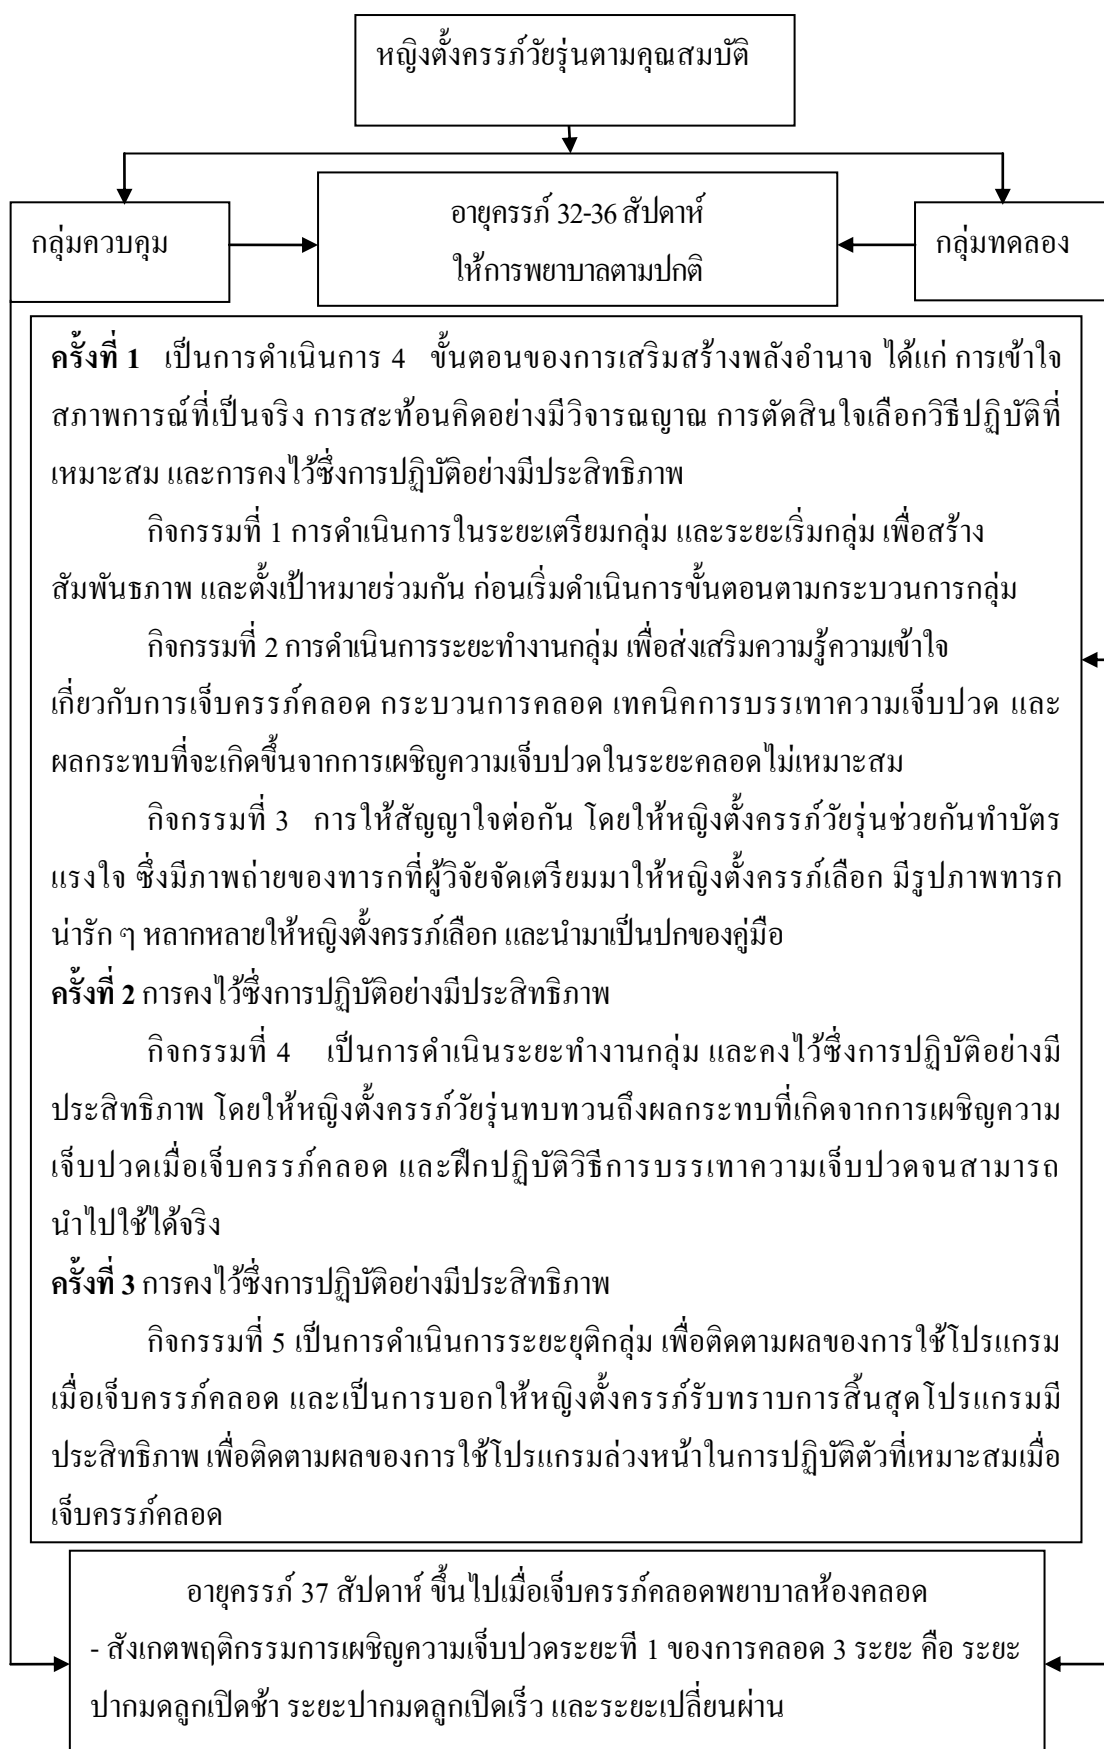 หญิงตั้งครรภ์วัยรุ่นตามคุณสมบัติ
กลุ่มควบคุม
อายุครรภ์ 32-36 สัปดาห์
ให้การพยาบาลตามปกติ
กลุ่มทดลอง
ครั้งที่ 1 เป็นการดำเนินการ 4 ขั้นตอนของการเสริมสร้างพลังอำนาจ ได้แก่ การเข้าใจ
สภาพการณ์ที่เป็นจริง การสะท้อนคิดอย่างมีวิจารณญาณ การตัดสินใจเลือกวิธีปฏิบัติที่
เหมาะสม และการคงไว้ซึ่งการปฏิบัติอย่างมีประสิทธิภาพ
กิจกรรมที่ 1 การดำเนินการในระยะเตรียมกลุ่ม และระยะเริ่มกลุ่ม เพื่อสร้าง
สัมพันธภาพ และตั้งเป้าหมายร่วมกัน ก่อนเริ่มดำเนินการขั้นตอนตามกระบวนการกลุ่ม
กิจกรรมที่ 2 การดำเนินการระยะทำงานกลุ่ม เพื่อส่งเสริมความรู้ความเข้าใจ
เกี่ยวกับการเจ็บครรภ์คลอด กระบวนการคลอด เทคนิคการบรรเทาความเจ็บปวด และ
ผลกระทบที่จะเกิดขึ้นจากการเผชิญความเจ็บปวดในระยะคลอดไม่เหมาะสม
กิจกรรมที่ 3 การให้สัญญาใจต่อกัน โดยให้หญิงตั้งครรภ์วัยรุ่นช่วยกันทำบัตร
แรงใจ ซึ่งมีภาพถ่ายของทารกที่ผู้วิจัยจัดเตรียมมาให้หญิงตั้งครรภ์เลือก มีรูปภาพทารก
น่ารัก ๆ หลากหลายให้หญิงตั้งครรภ์เลือก และนำมาเป็นปกของคู่มือ
ครั้งที่ 2 การคงไว้ซึ่งการปฏิบัติอย่างมีประสิทธิภาพ
กิจกรรมที่ 4 เป็นการดำเนินระยะทำงานกลุ่ม และคงไว้ซึ่งการปฏิบัติอย่างมี
ประสิทธิภาพ โดยให้หญิงตั้งครรภ์วัยรุ่นทบทวนถึงผลกระทบที่เกิดจากการเผชิญความ
เจ็บปวดเมื่อเจ็บครรภ์คลอด และฝึกปฏิบัติวิธีการบรรเทาความเจ็บปวดจนสามารถ
นำไปใช้ได้จริง
ครั้งที่ 3 การคงไว้ซึ่งการปฏิบัติอย่างมีประสิทธิภาพ
กิจกรรมที่ 5 เป็นการดำเนินการระยะยุติกลุ่ม เพื่อติดตามผลของการใช้โปรแกรม
เมื่อเจ็บครรภ์คลอด และเป็นการบอกให้หญิงตั้งครรภ์รับทราบการสิ้นสุดโปรแกรมมี
ประสิทธิภาพ เพื่อติดตามผลของการใช้โปรแกรมล่วงหน้าในการปฏิบัติตัวที่เหมาะสมเมื่อ
เจ็บครรภ์คลอด
อายุครรภ์ 37 สัปดาห์ ขึ้นไปเมื่อเจ็บครรภ์คลอดพยาบาลห้องคลอด
- สังเกตพฤติกรรมการเผชิญความเจ็บปวดระยะที 1 ของการคลอด 3 ระยะ คือ ระยะ
ปากมดลูกเปิดช้า ระยะปากมดลูกเปิดเร็ว และระยะเปลี่ยนผ่าน